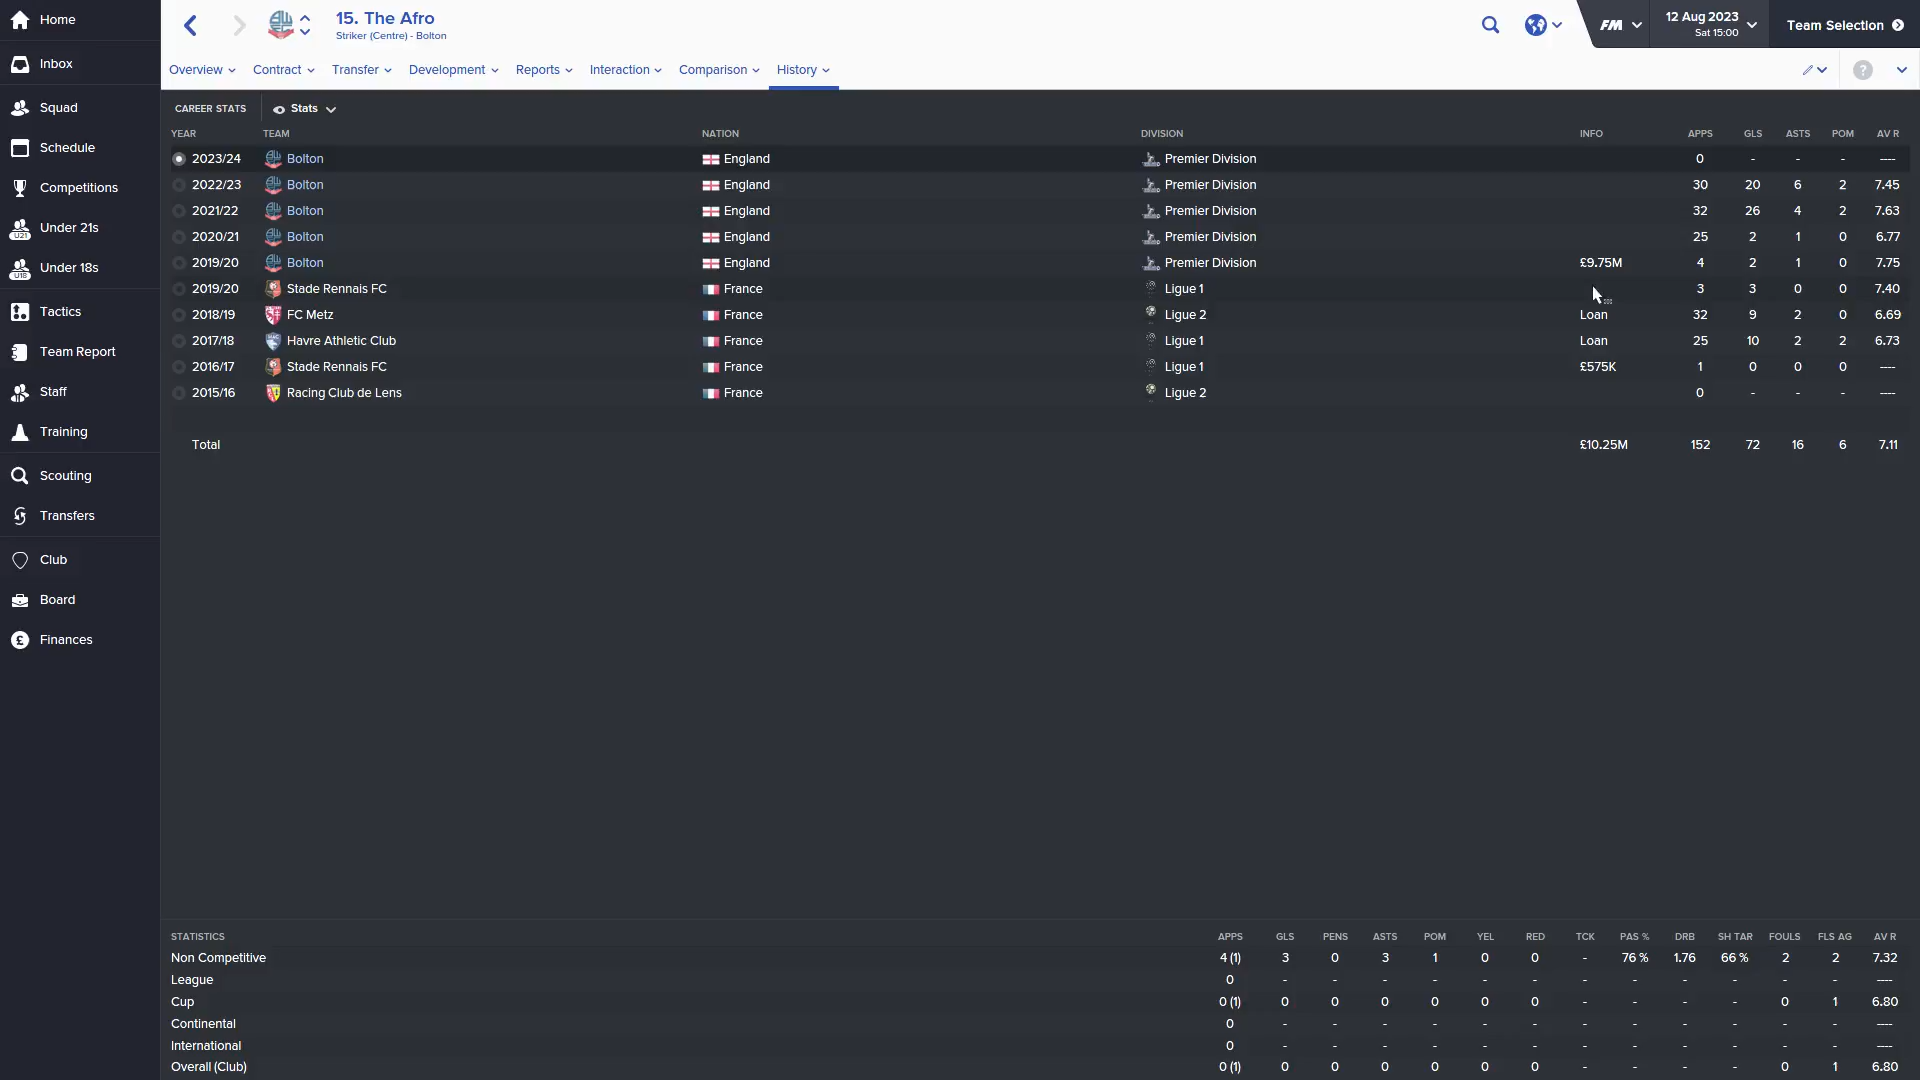 Home
Inbox
Squad
Schedule
Competitions
Under 21s
Under 18s
Tactics
Team Report
Staff
Training
Scouting
Transfers
Club
Board
Finances
15. The Afro
Striker (Centre) - Bolton
FM
12 Aug 2023
Sat 15:00
Team Selection
Overview Contract Transfer Development Reports Interaction Comparison History
CAREER STATS Stats
YEAR TEAM NATION DIVISION INFO APPS GLS ASTS POM AV R
2023/24 Bolton England Premier Division 0 - - - ----
2022/23 Bolton England Premier Division 30 20 6 2 7.45
2021/22 Bolton England Premier Division 32 26 4 2 7.63
2020/21 Bolton England Premier Division 25 2 1 0 6.77
2019/20 Bolton England Premier Division £9.75M 4 2 1 0 7.75
2019/20 Stade Rennais FC France Ligue 1 3 3 0 0 7.40
2018/19 FC Metz France Ligue 2 Loan 32 9 2 0 6.69
2017/18 Havre Athletic Club France Ligue 1 Loan 25 10 2 2 6.73
2016/17 Stade Rennais FC France Ligue 1 £575K 1 0 0 0 ----
2015/16 Racing Club de Lens France Ligue 2 0 - - - ----
Total £10.25M 152 72 16 6 7.11
STATISTICS APPS GLS PENS ASTS POM YEL RED TCK PAS % DRB SH TAR FOULS FLS AG AV R
Non Competitive 4 (1) 3 0 3 1 0 0 - 76 % 1.76 66 % 2 2 7.32
League 0 - - - - - - - - - - - - ----
Cup 0 (1) 0 0 0 0 0 0 - - - - 0 1 6.80
Continental 0 - - - - - - - - - - - - ----
International 0 - - - - - - - - - - - - ----
Overall (Club) 0 (1) 0 0 0 0 0 0 - - - - 0 1 6.80